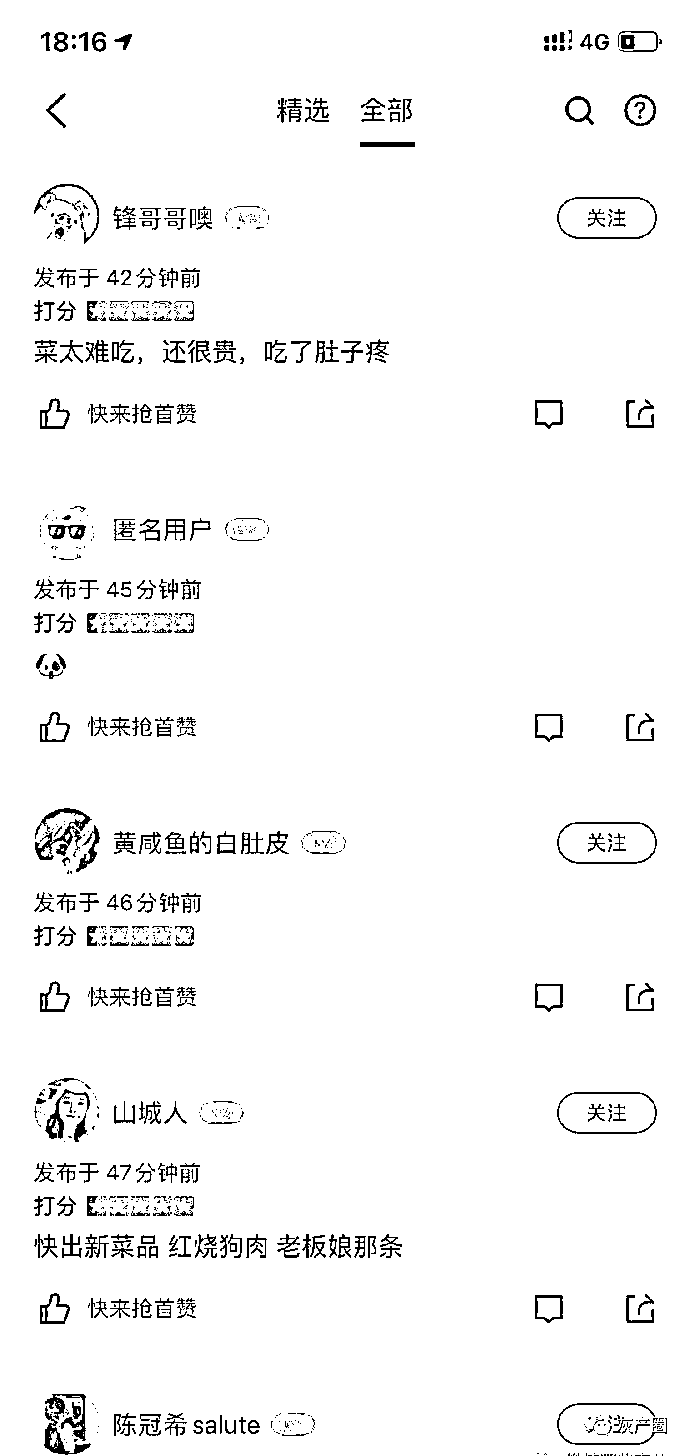 18:16 4G
精选 全部
锋哥哥噢
关注
发布于 42分钟前
打分
菜太难吃，还很贵，吃了肚子疼
快来抢首赞
匿名用户
发布于 45分钟前
打分
快来抢首赞
黄咸鱼的白肚皮
关注
发布于 46分钟前
打分
快来抢首赞
山城人
关注
发布于 47分钟前
打分
快出新菜品 红烧狗肉 老板娘那条
快来抢首赞
陈冠希 salute
灰产圈